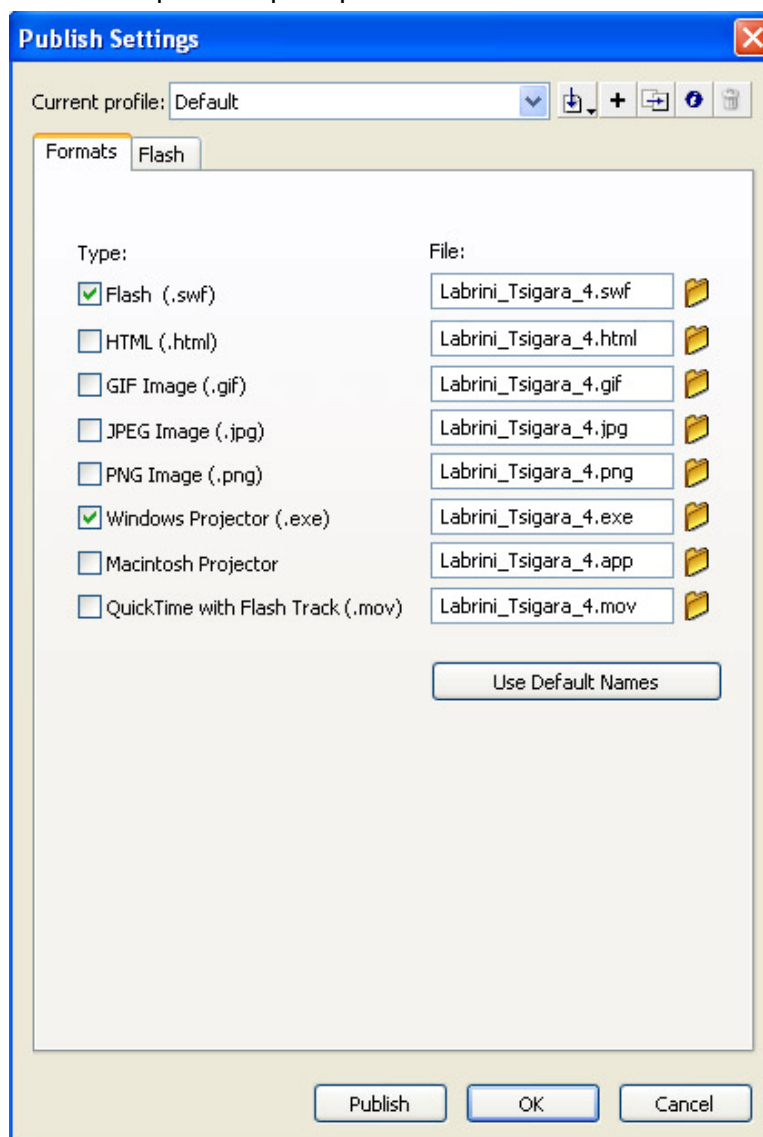 Publish Settings
Current profile: Default
Formats Flash
Type: File:
Flash (.swf) Labrini_Tsigara_4.swf
HTML (.html) Labrini_Tsigara_4.html
GIF Image (.gif) Labrini_Tsigara_4.gif
JPEG Image (.jpg) Labrini_Tsigara_4.jpg
PNG Image (.png) Labrini_Tsigara_4.png
Windows Projector (.exe) Labrini_Tsigara_4.exe
Macintosh Projector Labrini_Tsigara_4.app
QuickTime with Flash Track (.mov) Labrini_Tsigara_4.mov
Use Default Names
Publish OK Cancel